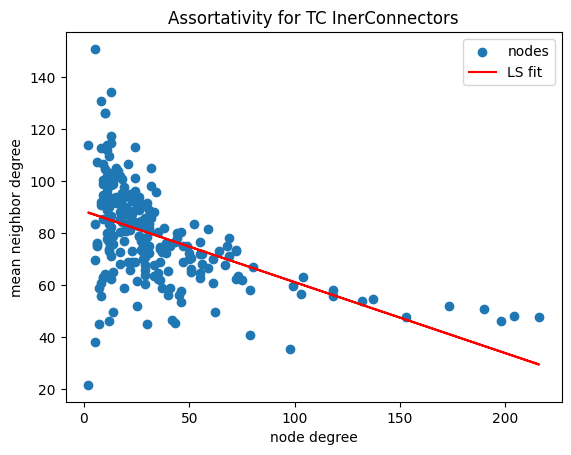 Assortativity for TC InerConnectors
nodes
LS fit
mean neighbor degree
140
120
100
80
60
40
20
0
50
100
150
200
node degree